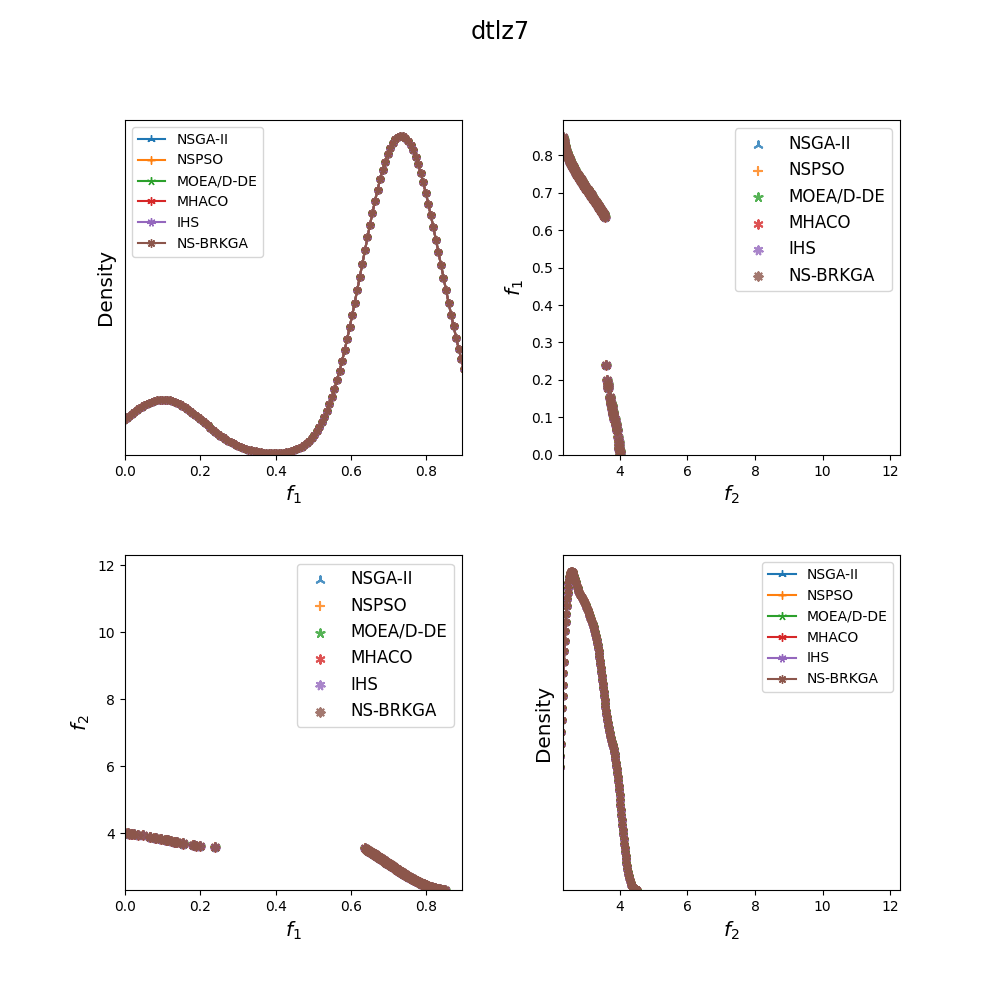 dtlz7
NSGA-II
NSPSO
MOEA/D-DE
MHACO
IHS
NS-BRKGA
Density
0.0 0.2 0.4 0.6 0.8
f1
NSGA-II
NSPSO
MOEA/D-DE
MHACO
IHS
NS-BRKGA
f1
0.8
0.7
0.6
0.5
0.4
0.3
0.2
0.1
0.0
4 6 8 10 12
f2
NSGA-II
NSPSO
MOEA/D-DE
MHACO
IHS
NS-BRKGA
f2
12
10
8
6
4
0.0 0.2 0.4 0.6 0.8
f1
NSGA-II
NSPSO
MOEA/D-DE
MHACO
IHS
NS-BRKGA
Density
4 6 8 10 12
f2